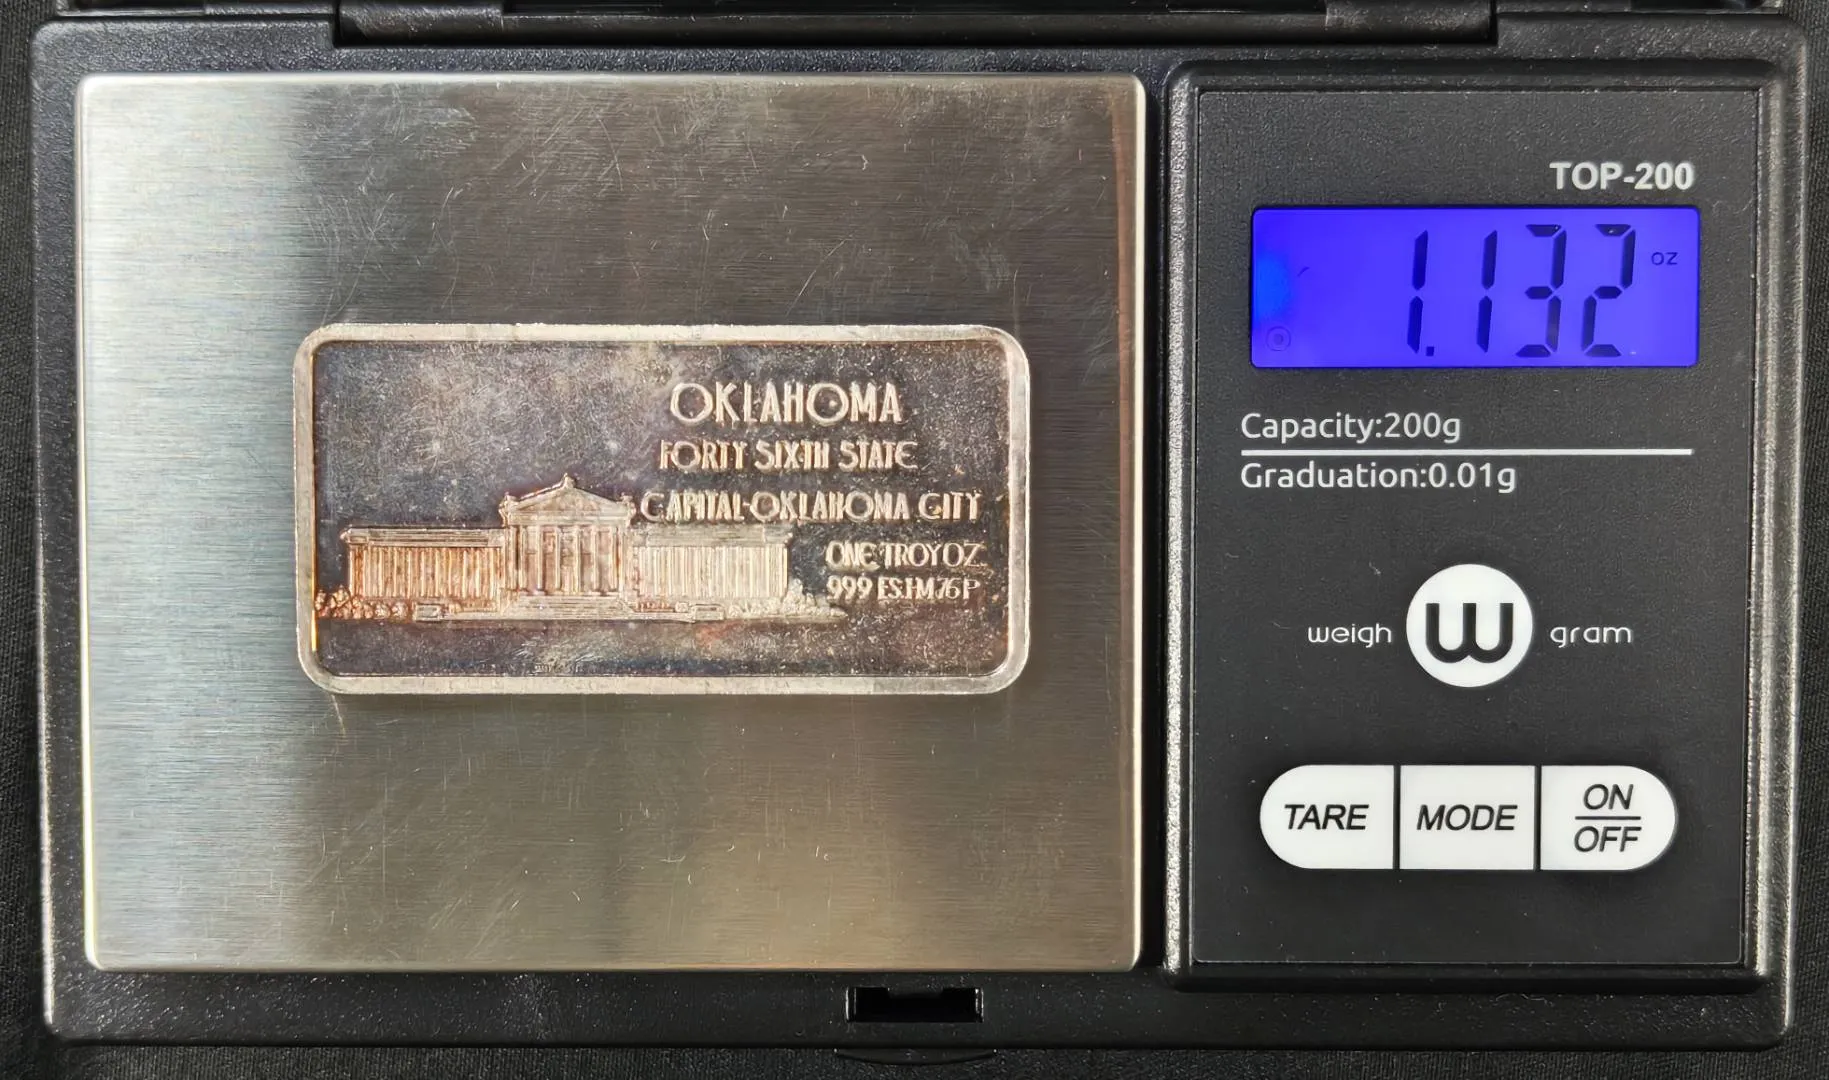 OKLAHOMA
FORTY SIXTH STATE
CAPITAL-OKLAHOMA CITY
ONE TROY OZ.
999 E.S.F.M.76P
TOP-200
1.132 oz
Capacity:200g
Graduation:0.01g
weigh W gram
TARE MODE ON
OFF